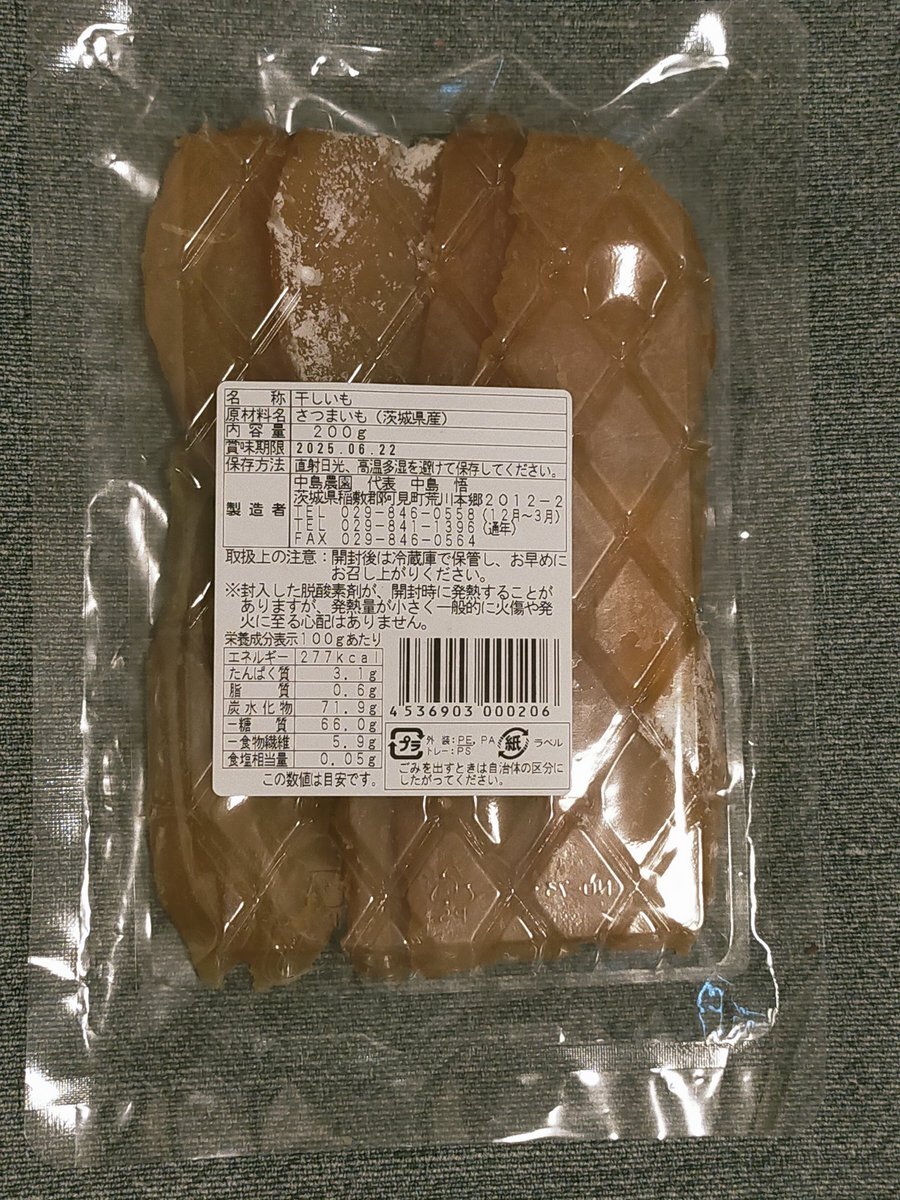 名称 干しいも
原材料名 さつまいも（茨城県産）
内容量 200g
賞味期限 2025.06.22
保存方法 直射日光、高温多湿を避けて保存してください。
製造者 中島農園 代表 中島 悟
茨城県稲敷郡阿見町荒川本郷2012-2
TEL 029-846-0558（12月～3月）
TEL 029-841-1396（通年）
FAX 029-846-0564
取扱上の注意：開封後は冷蔵庫で保管し、お早めに
お召し上がりください。
※封入した脱酸素剤が、開封時に発熱することが
ありますが、発熱量が小さく一般的に火傷や発
火に至る心配はありません。
栄養成分表示100gあたり
エネルギー 277kcal
たんぱく質 3.1g
脂質 0.6g
炭水化物 71.9g
－糖質 66.0g
－食物繊維 5.9g
食塩相当量 0.05g
この数値は目安です。
4536903 000206
プラ 外装：PE，PA
トレー：PS
紙 ラベル
ごみを出すときは自治体の区分に
したがってください。